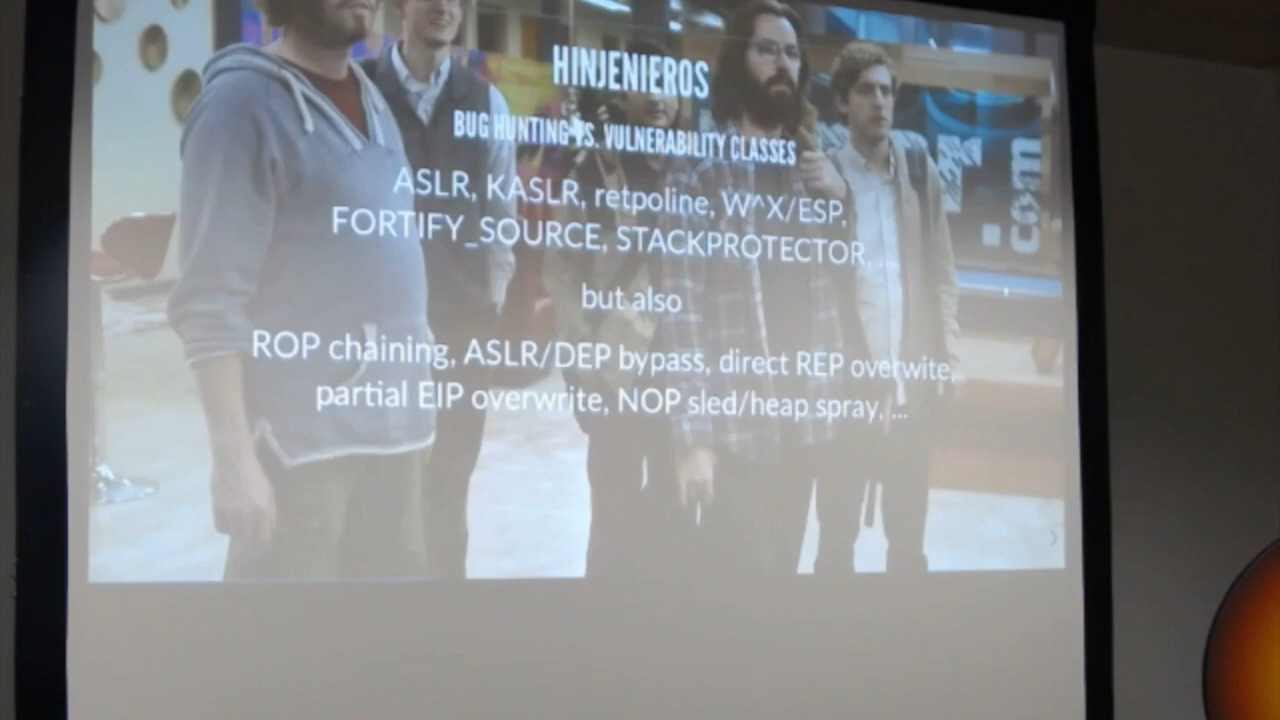 HINJENIEROS
BUG HUNTING VS. VULNERABILITY CLASSES
ASLR, KASLR, retpoline, W^X/ESP,
FORTIFY_SOURCE, STACKPROTECTOR, ...
but also
ROP chaining, ASLR/DEP bypass, direct REP overwite,
partial EIP overwrite, NOP sled/heap spray, ...
.com